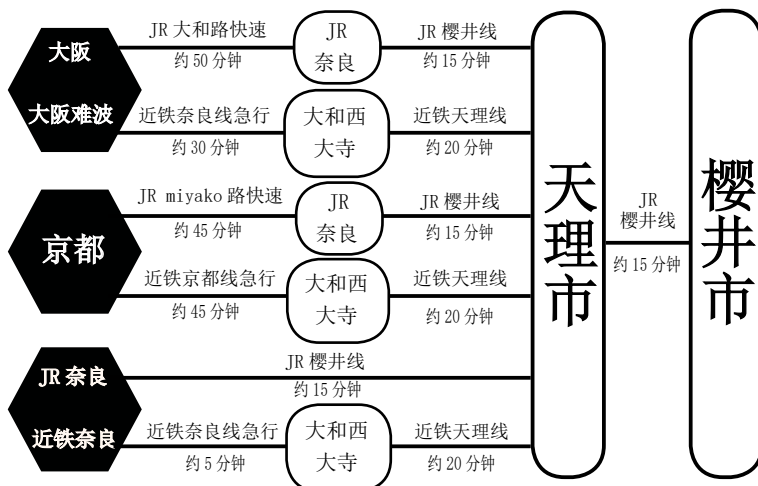 大阪
JR 大和路快速
约 50 分钟
JR
奈良
JR 樱井线
约 15 分钟
大阪难波
近铁奈良线急行
约 30 分钟
大和西
大寺
近铁天理线
约 20 分钟
京都
JR miyako 路快速
约 45 分钟
JR
奈良
JR 樱井线
约 15 分钟
近铁京都线急行
约 45 分钟
大和西
大寺
近铁天理线
约 20 分钟
JR 奈良
JR 樱井线
约 15 分钟
近铁奈良
近铁奈良线急行
约 5 分钟
大和西
大寺
近铁天理线
约 20 分钟
天理市
JR
樱井线
约 15 分钟
樱井市